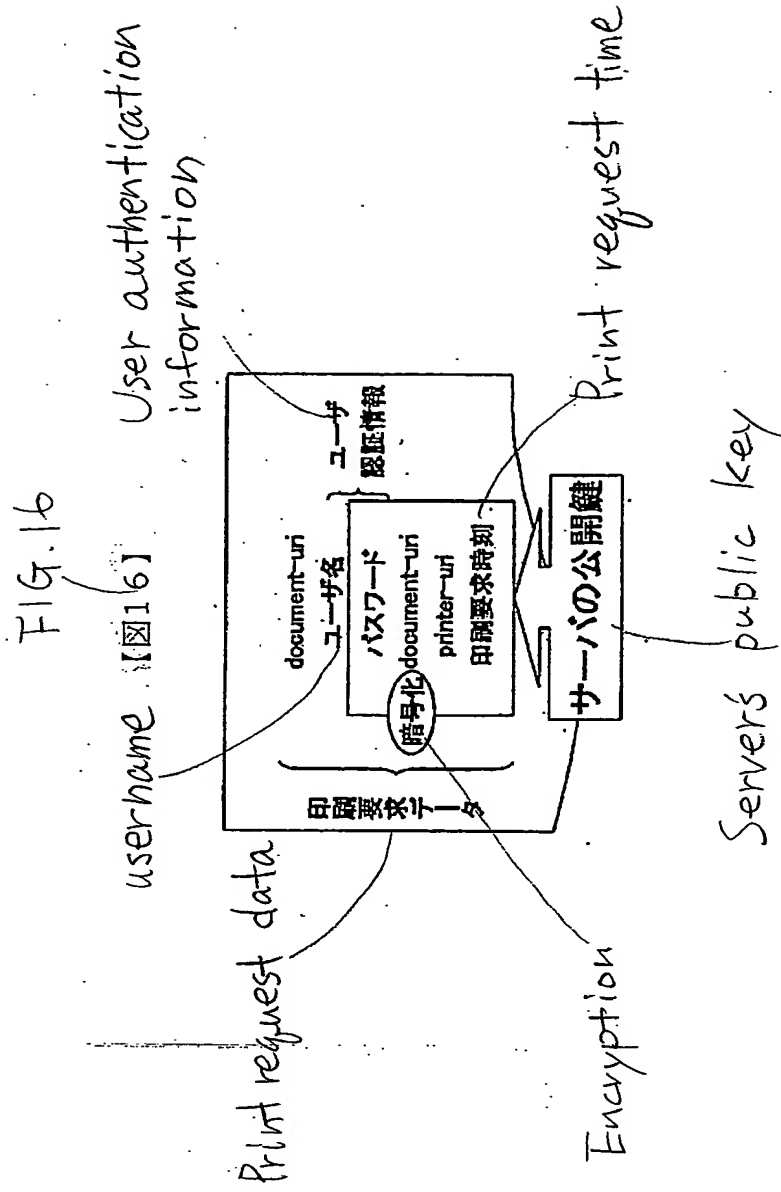 FIG.16
【図16】
username
User authentication
information
document-uri
ユーザ名
ユーザ
認証情報
パスワード
document-uri
printer-uri
印刷要求時刻
暗号化
印刷要求データ
サーバの公開鍵
Print request data
Encryption
Print request time
Server's public key